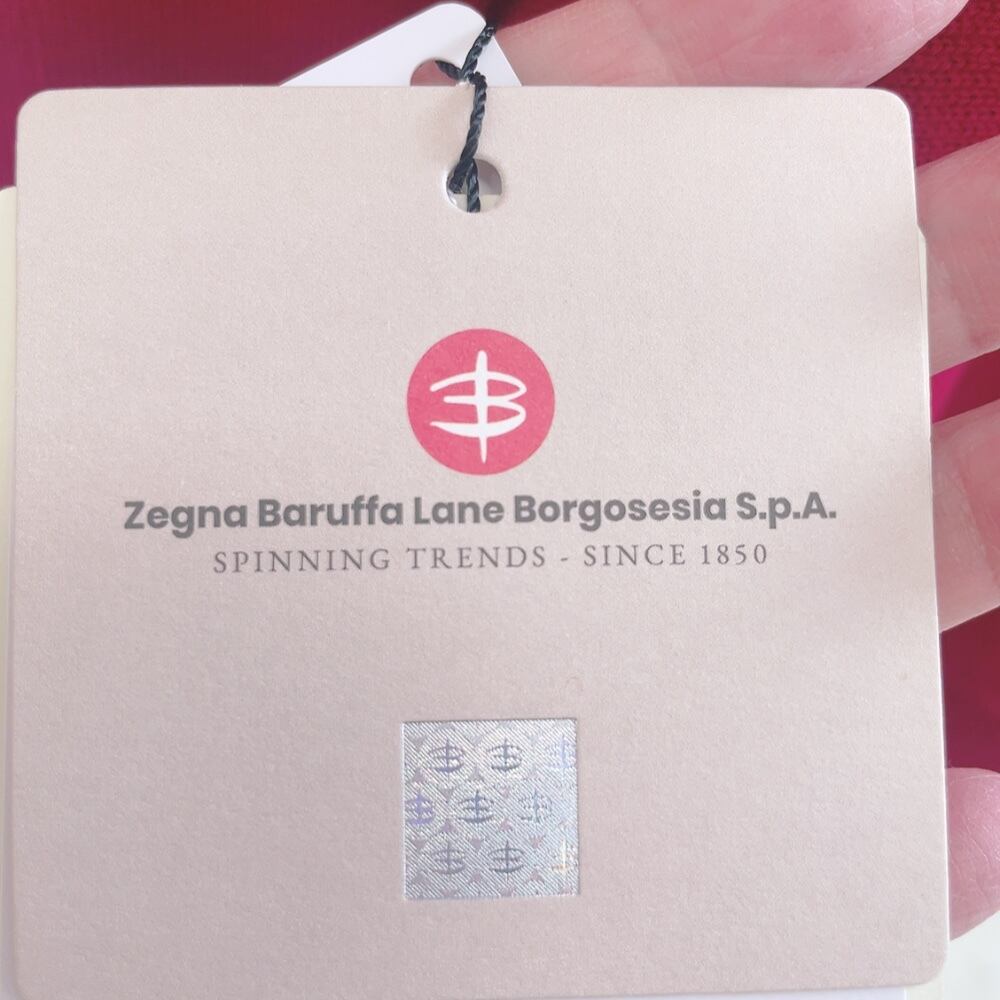 Zegna Baruffa Lane Borgosesia S.p.A.
SPINNING TRENDS - SINCE 1850